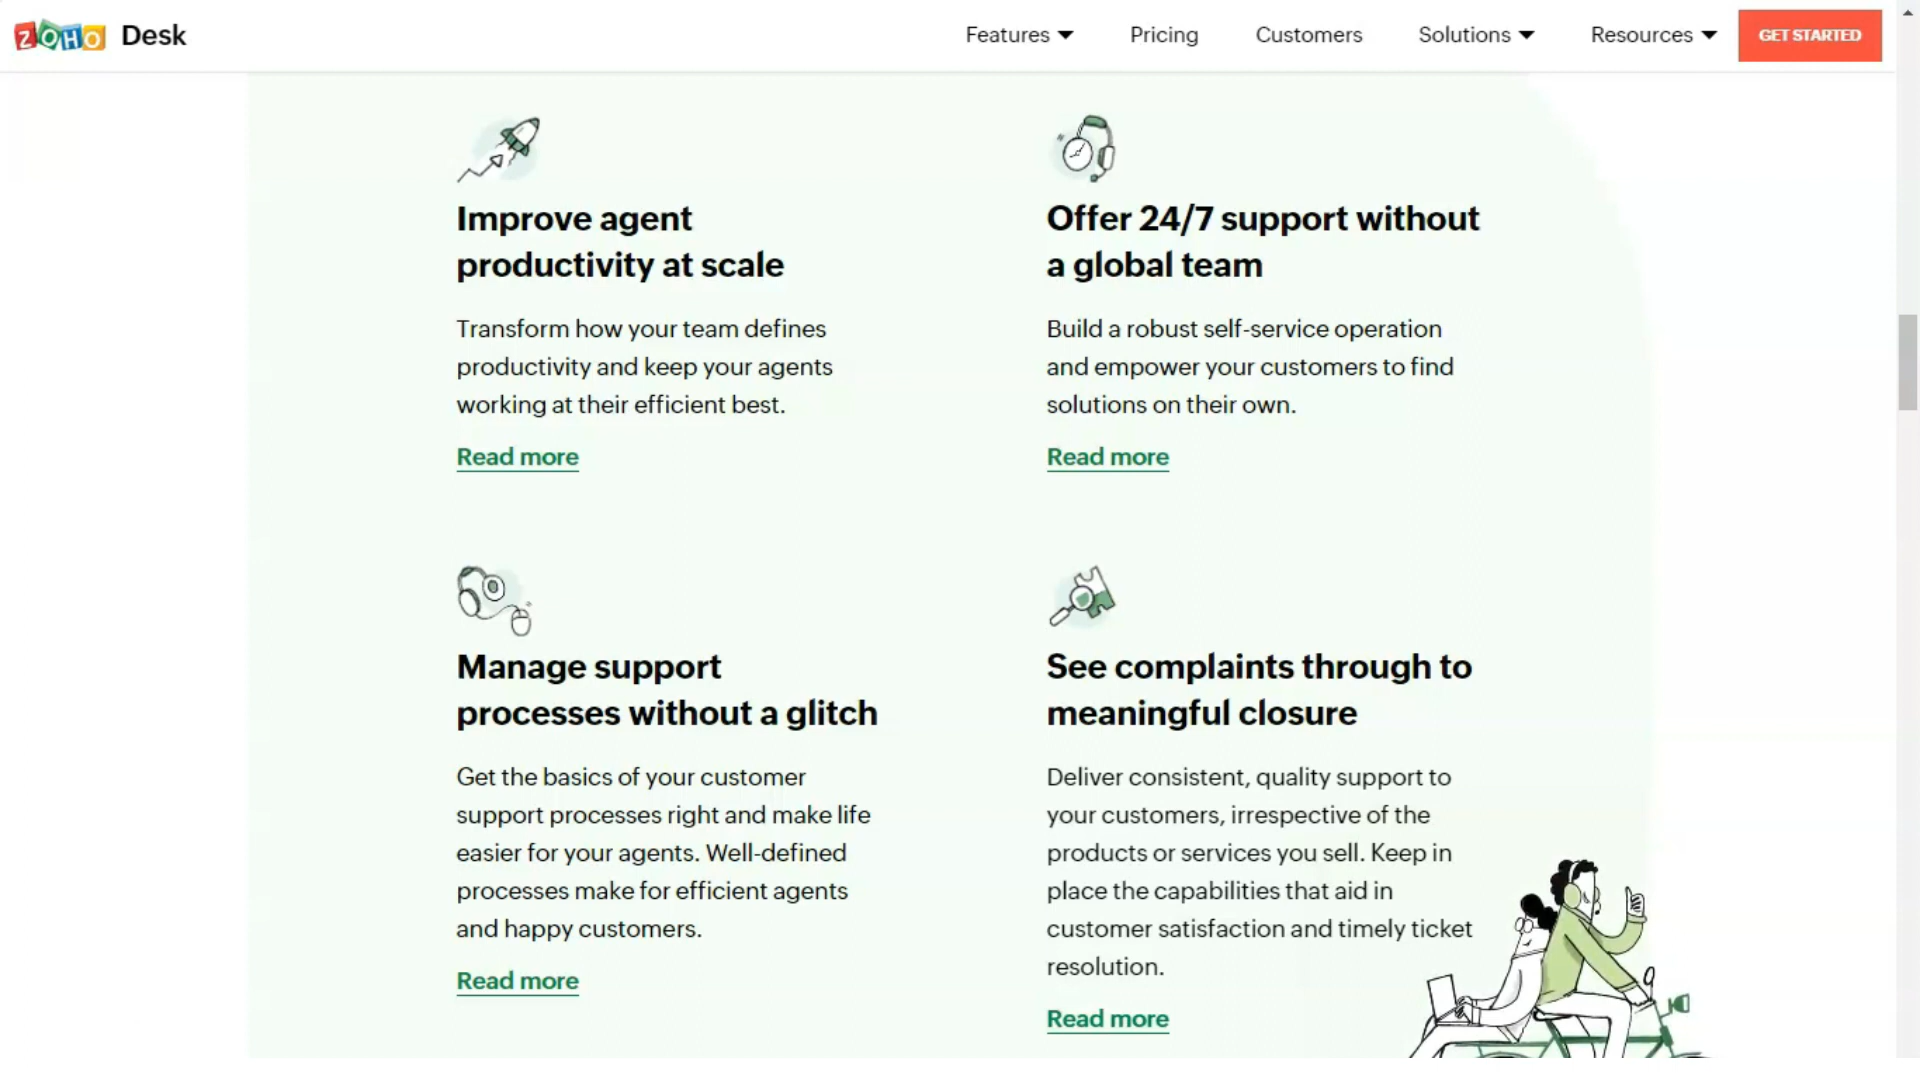 ZOHO Desk
Features
Pricing
Customers
Solutions
Resources
GET STARTED
Improve agent
productivity at scale
Transform how your team defines
productivity and keep your agents
working at their efficient best.
Read more
Offer 24/7 support without
a global team
Build a robust self-service operation
and empower your customers to find
solutions on their own.
Read more
Manage support
processes without a glitch
Get the basics of your customer
support processes right and make life
easier for your agents. Well-defined
processes make for efficient agents
and happy customers.
Read more
See complaints through to
meaningful closure
Deliver consistent, quality support to
your customers, irrespective of the
products or services you sell. Keep in
place the capabilities that aid in
customer satisfaction and timely ticket
resolution.
Read more